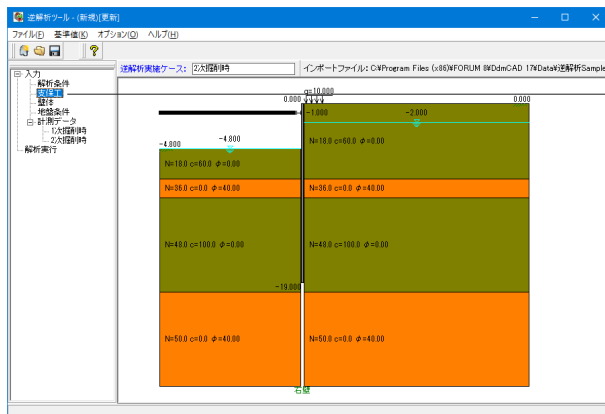 逆解析ツール - (新規)[更新]
ファイル(F) 基準値(K) オプション(O) ヘルプ(H)
入力
解析条件
支保工
壁体
地盤条件
計測データ
1次掘削時
2次掘削時
解析実行
逆解析実施ケース: 2次掘削時
インポートファイル: C:¥Program Files (x86)¥FORUM 8¥DdmCAD 17¥Data¥逆解析Sample
q=10.000
0.000
0.000
-1.000
-2.000
-4.800
-4.000
N=18.0 c=60.0 φ=0.00
N=18.0 c=60.0 φ=0.00
N=36.0 c=0.0 φ=40.00
N=36.0 c=0.0 φ=40.00
N=48.0 c=100.0 φ=0.00
N=48.0 c=100.0 φ=0.00
-19.000
N=50.0 c=0.0 φ=40.00
N=50.0 c=0.0 φ=40.00
右壁